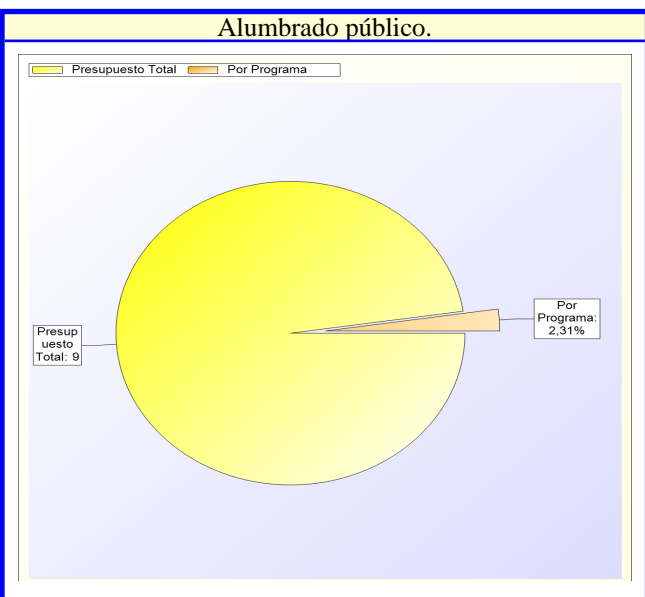 Alumbrado público.
Presupuesto Total Por Programa
Presup
uesto
Total: 9
Por
Programa:
2,31%